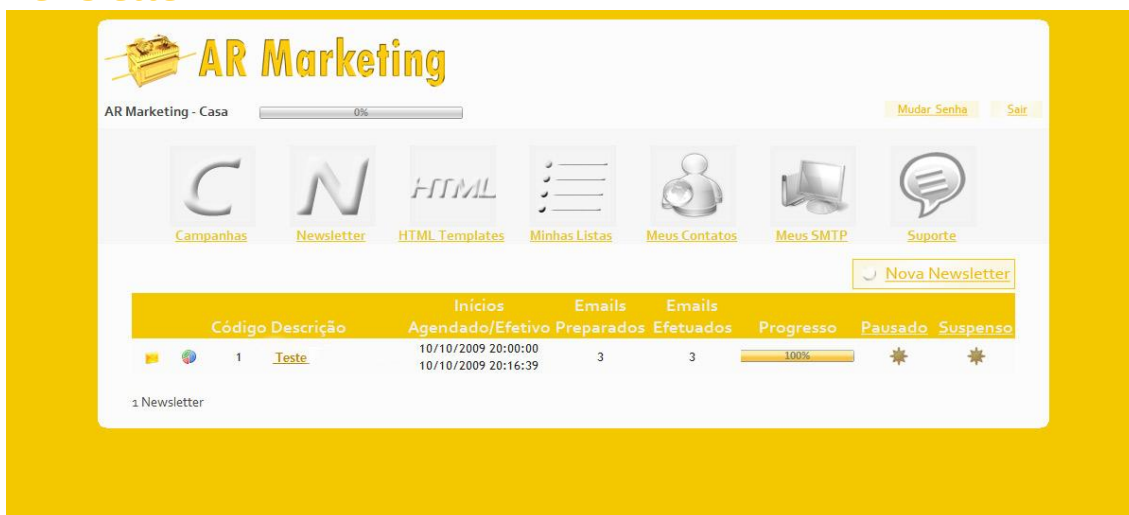 AR Marketing
AR Marketing - Casa 0% Mudar Senha Sair
C N HTML
Campanhas Newsletter HTML Templates Minhas Listas Meus Contatos Meus SMTP Suporte
Nova Newsletter
Inícios Emails Emails
Código Descrição Agendado/Efetivo Preparados Efetuados Progresso Pausado Suspenso
10/10/2009 20:00:00
1 Teste 3 3 100%
10/10/2009 20:16:39
1 Newsletter